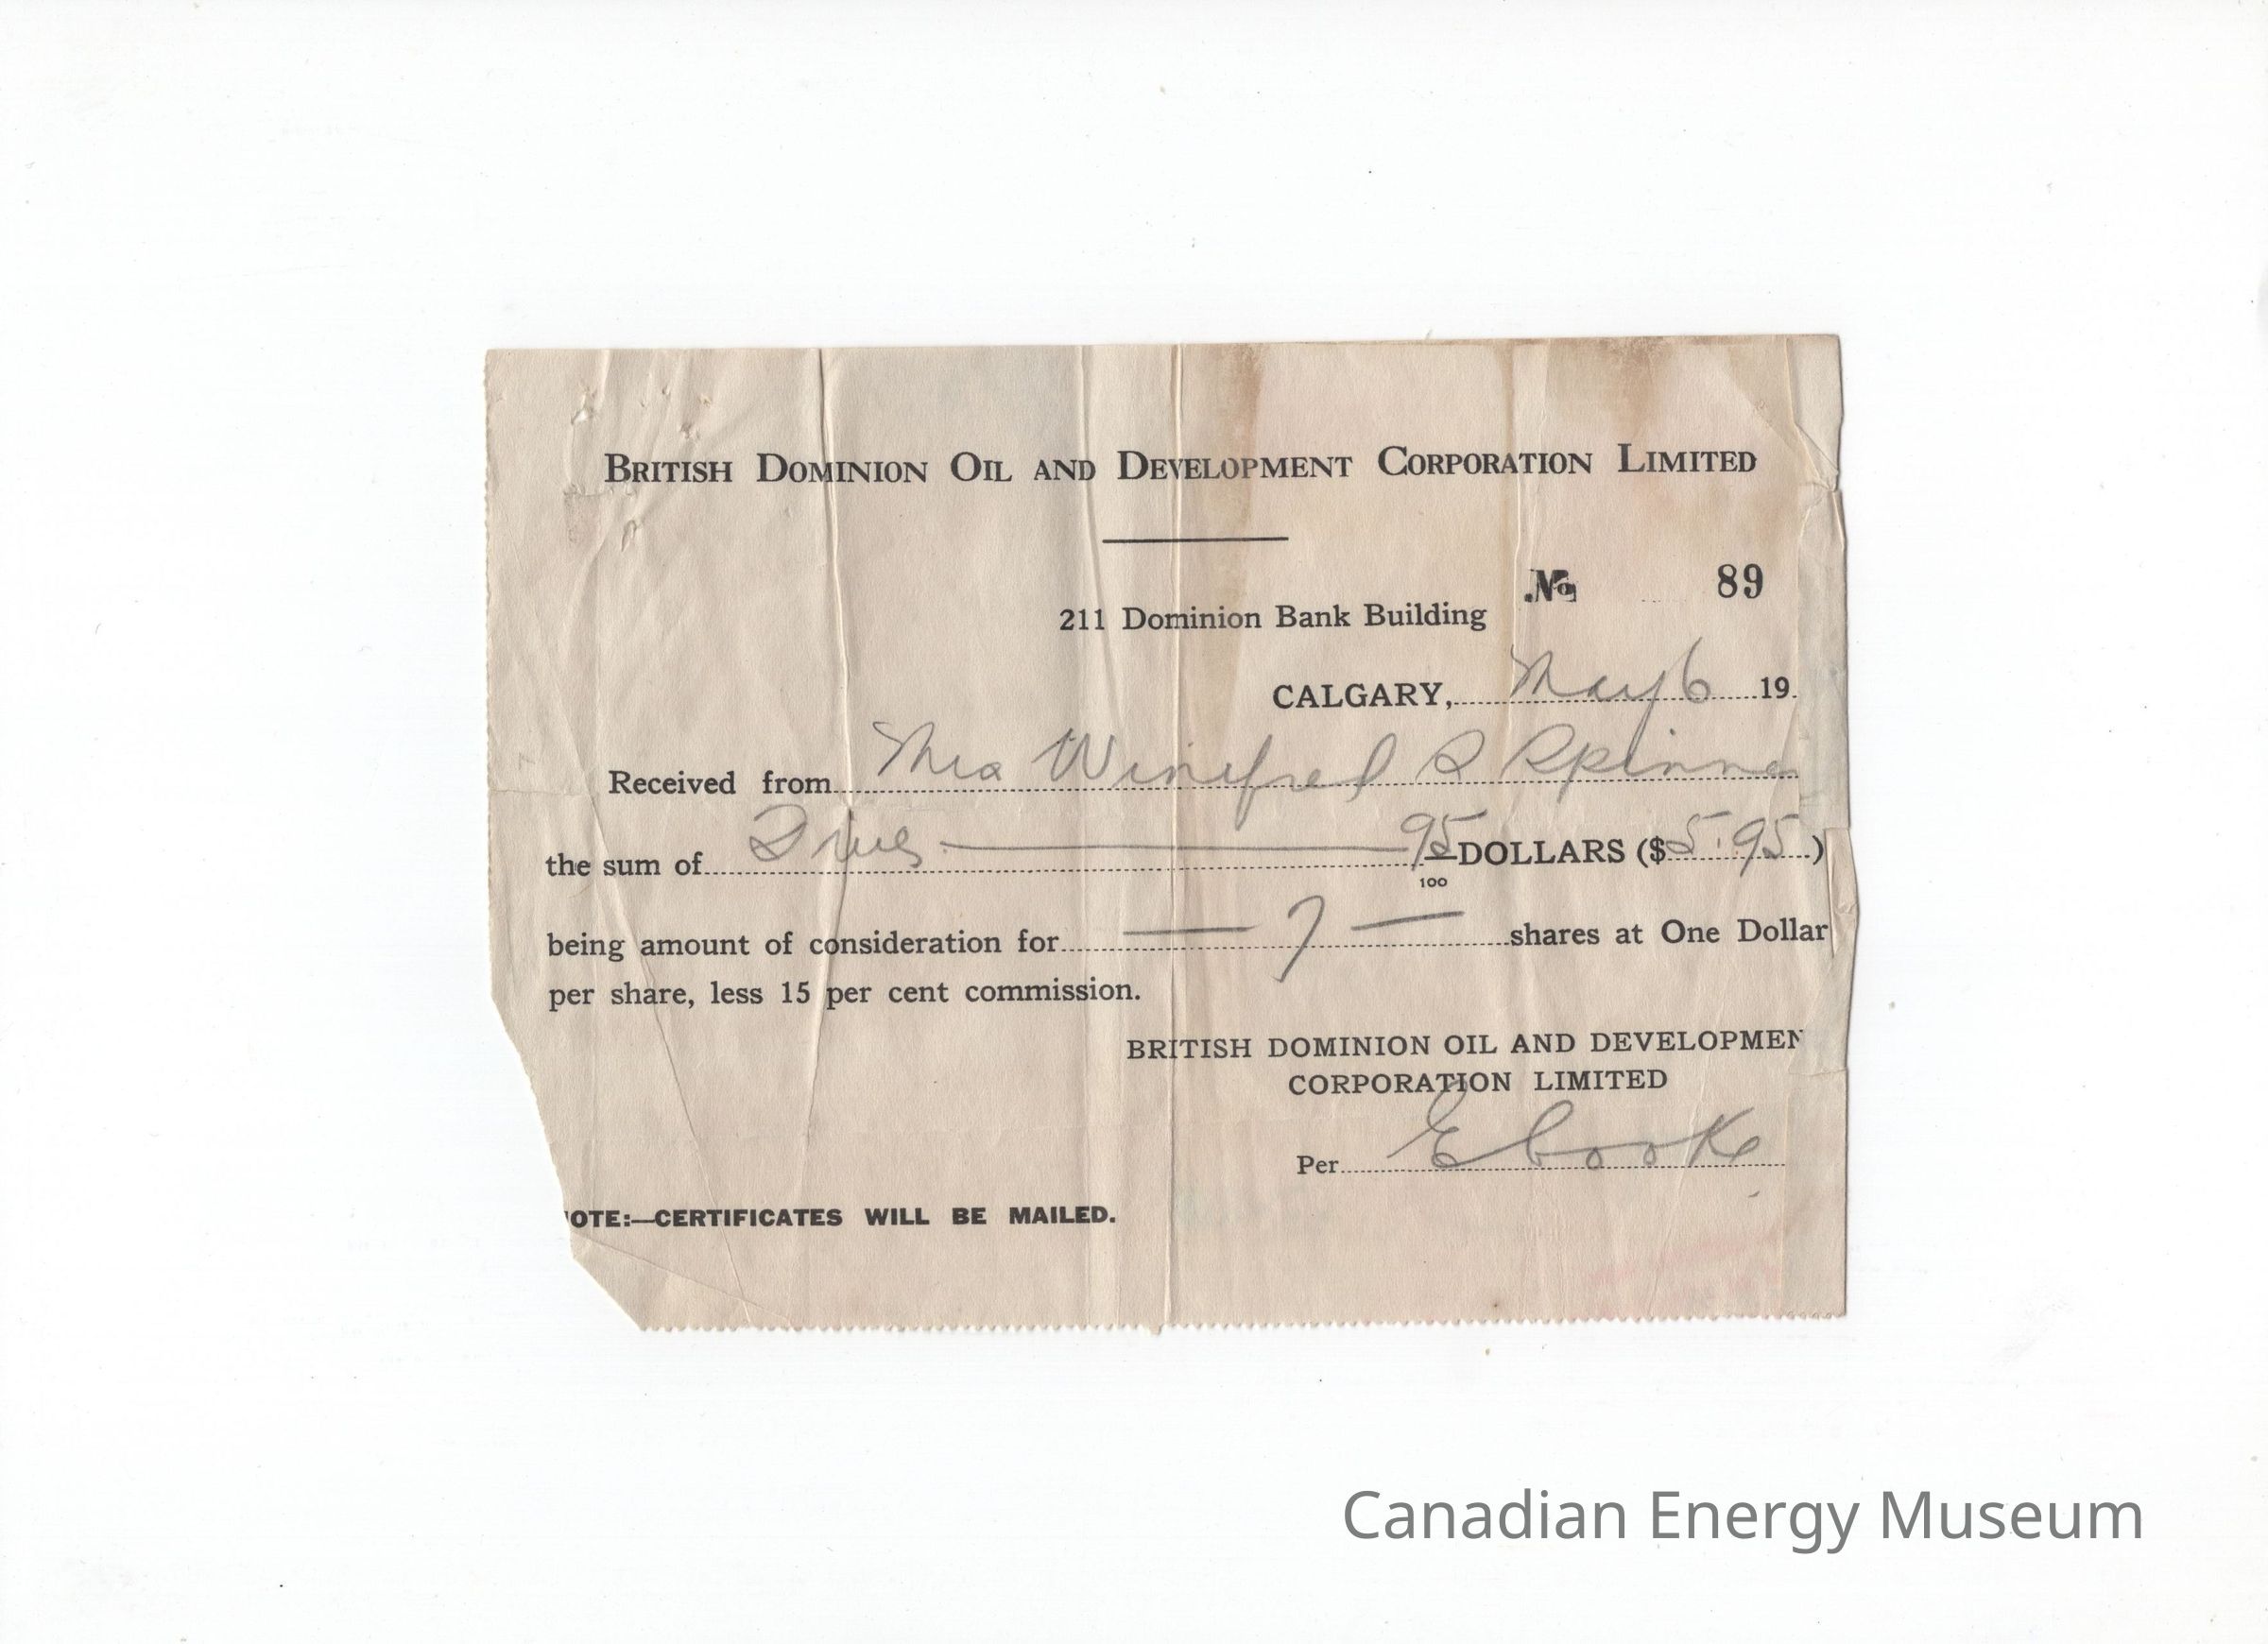 BRITISH DOMINION OIL AND DEVELOPMENT CORPORATION LIMITED
No 89
211 Dominion Bank Building
CALGARY, May 6 19
Received from Mrs Winifred S Spinner
the sum of Five 95/100 DOLLARS ($5.95)
being amount of consideration for — 7 — shares at One Dollar
per share, less 15 per cent commission.
BRITISH DOMINION OIL AND DEVELOPMEN
CORPORATION LIMITED
Per E Cooke
OTE:—CERTIFICATES WILL BE MAILED.
Canadian Energy Museum